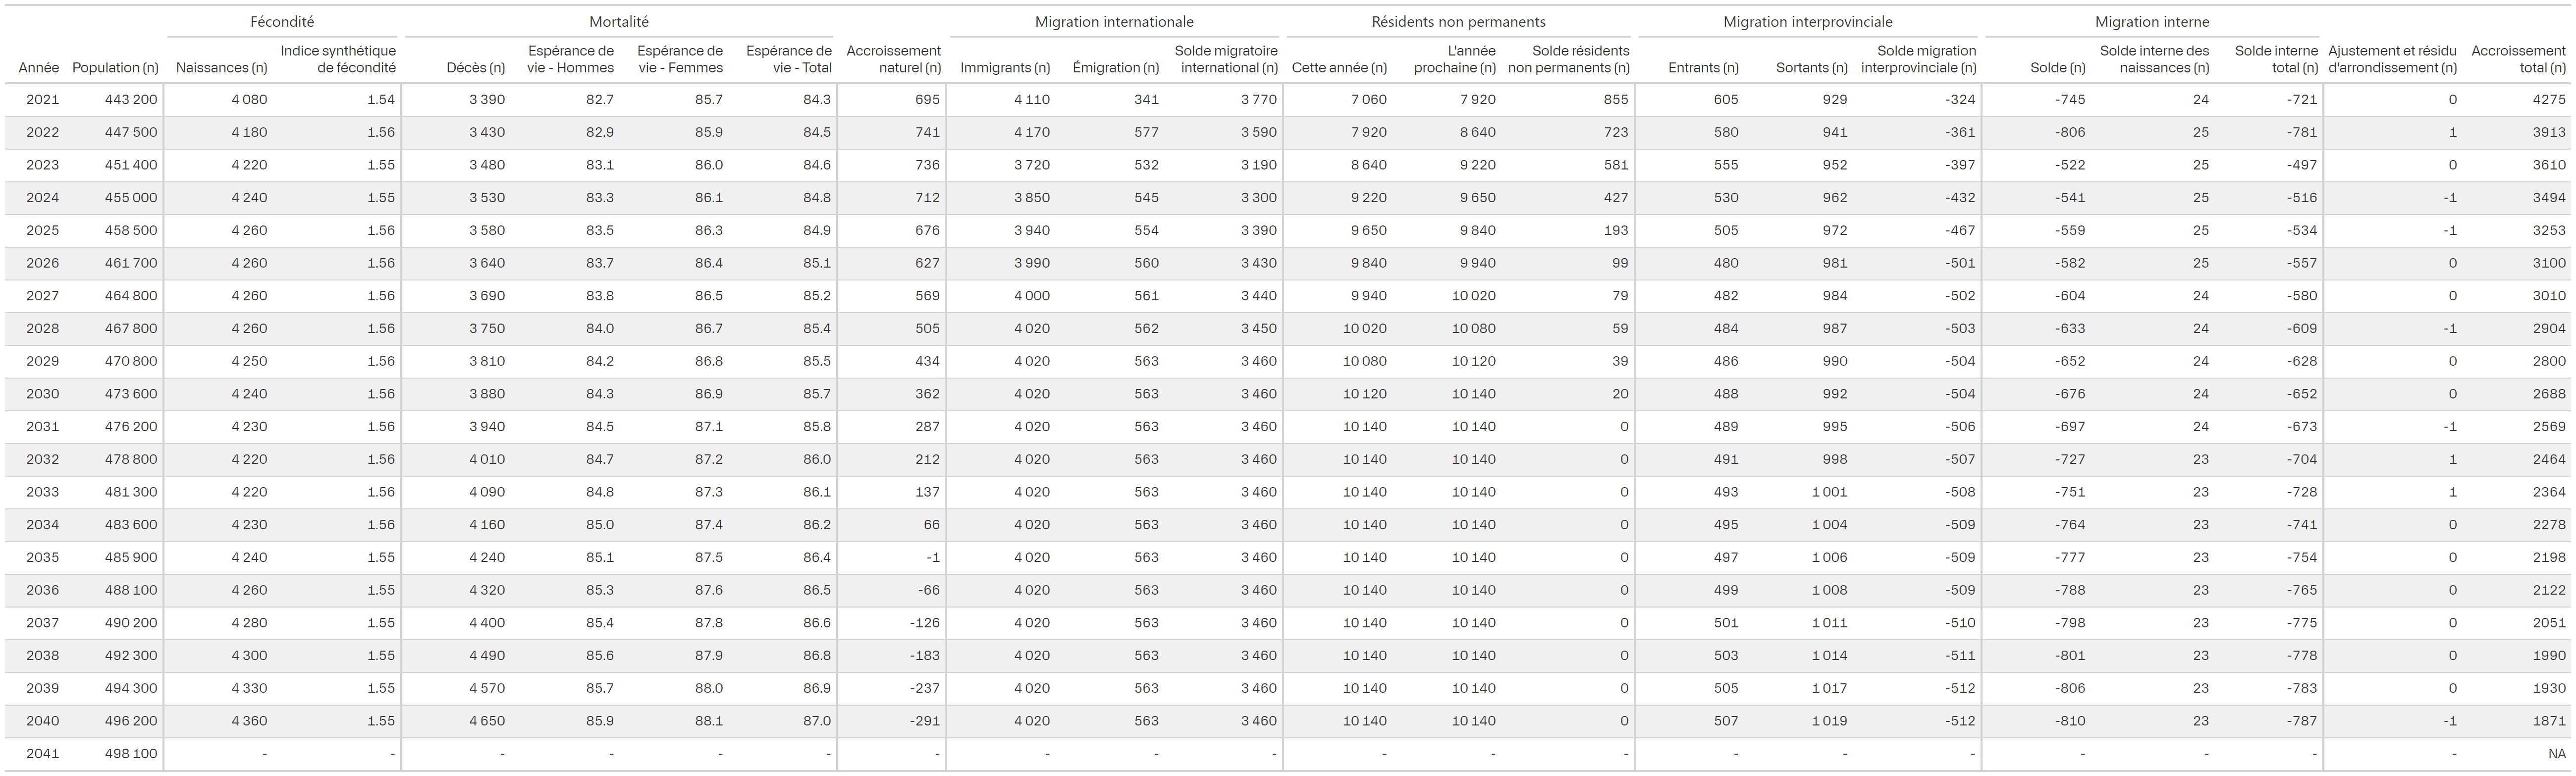 Fécondité Mortalité Migration internationale Résidents non permanents Migration interprovinciale Migration interne
Indice synthétique Espérance de Espérance de Espérance de Accroissement Solde migratoire L'année Solde résidents Solde migration Solde interne des Solde interne Ajustement et résidu Accroissement
Année Population (n) Naissances (n) de fécondité Décès (n) vie - Hommes vie - Femmes vie - Total naturel (n) Immigrants (n) Émigration (n) international (n) Cette année (n) prochaine (n) non permanents (n) Entrants (n) Sortants (n) interprovinciale (n) Solde (n) naissances (n) total (n) d'arrondissement (n) total (n)
2021 443 200 4 080 1.54 3 390 82.7 85.7 84.3 695 4 110 341 3 770 7 060 7 920 855 605 929 -324 -745 24 -721 0 4275
2022 447 500 4 180 1.56 3 430 82.9 85.9 84.5 741 4 170 577 3 590 7 920 8 640 723 580 941 -361 -806 25 -781 1 3913
2023 451 400 4 220 1.55 3 480 83.1 86.0 84.6 736 3 720 532 3 190 8 640 9 220 581 555 952 -397 -522 25 -497 0 3610
2024 455 000 4 240 1.55 3 530 83.3 86.1 84.8 712 3 850 545 3 300 9 220 9 650 427 530 962 -432 -541 25 -516 -1 3494
2025 458 500 4 260 1.56 3 580 83.5 86.3 84.9 676 3 940 554 3 390 9 650 9 840 193 505 972 -467 -559 25 -534 -1 3253
2026 461 700 4 260 1.56 3 640 83.7 86.4 85.1 627 3 990 560 3 430 9 840 9 940 99 480 981 -501 -582 25 -557 0 3100
2027 464 800 4 260 1.56 3 690 83.8 86.5 85.2 569 4 000 561 3 440 9 940 10 020 79 482 984 -502 -604 24 -580 0 3010
2028 467 800 4 260 1.56 3 750 84.0 86.7 85.4 505 4 020 562 3 450 10 020 10 080 59 484 987 -503 -633 24 -609 -1 2904
2029 470 800 4 250 1.56 3 810 84.2 86.8 85.5 434 4 020 563 3 460 10 080 10 120 39 486 990 -504 -652 24 -628 0 2800
2030 473 600 4 240 1.56 3 880 84.3 86.9 85.7 362 4 020 563 3 460 10 120 10 140 20 488 992 -504 -676 24 -652 0 2688
2031 476 200 4 230 1.56 3 940 84.5 87.1 85.8 287 4 020 563 3 460 10 140 10 140 0 489 995 -506 -697 24 -673 -1 2569
2032 478 800 4 220 1.56 4 010 84.7 87.2 86.0 212 4 020 563 3 460 10 140 10 140 0 491 998 -507 -727 23 -704 1 2464
2033 481 300 4 220 1.56 4 090 84.8 87.3 86.1 137 4 020 563 3 460 10 140 10 140 0 493 1 001 -508 -751 23 -728 1 2364
2034 483 600 4 230 1.56 4 160 85.0 87.4 86.2 66 4 020 563 3 460 10 140 10 140 0 495 1 004 -509 -764 23 -741 0 2278
2035 485 900 4 240 1.55 4 240 85.1 87.5 86.4 -1 4 020 563 3 460 10 140 10 140 0 497 1 006 -509 -777 23 -754 0 2198
2036 488 100 4 260 1.55 4 320 85.3 87.6 86.5 -66 4 020 563 3 460 10 140 10 140 0 499 1 008 -509 -788 23 -765 0 2122
2037 490 200 4 280 1.55 4 400 85.4 87.8 86.6 -126 4 020 563 3 460 10 140 10 140 0 501 1 011 -510 -798 23 -775 0 2051
2038 492 300 4 300 1.55 4 490 85.6 87.9 86.8 -183 4 020 563 3 460 10 140 10 140 0 503 1 014 -511 -801 23 -778 0 1990
2039 494 300 4 330 1.55 4 570 85.7 88.0 86.9 -237 4 020 563 3 460 10 140 10 140 0 505 1 017 -512 -806 23 -783 0 1930
2040 496 200 4 360 1.55 4 650 85.9 88.1 87.0 -291 4 020 563 3 460 10 140 10 140 0 507 1 019 -512 -810 23 -787 -1 1871
2041 498 100 - - - - - - - - - - - - - - - - - - - - NA